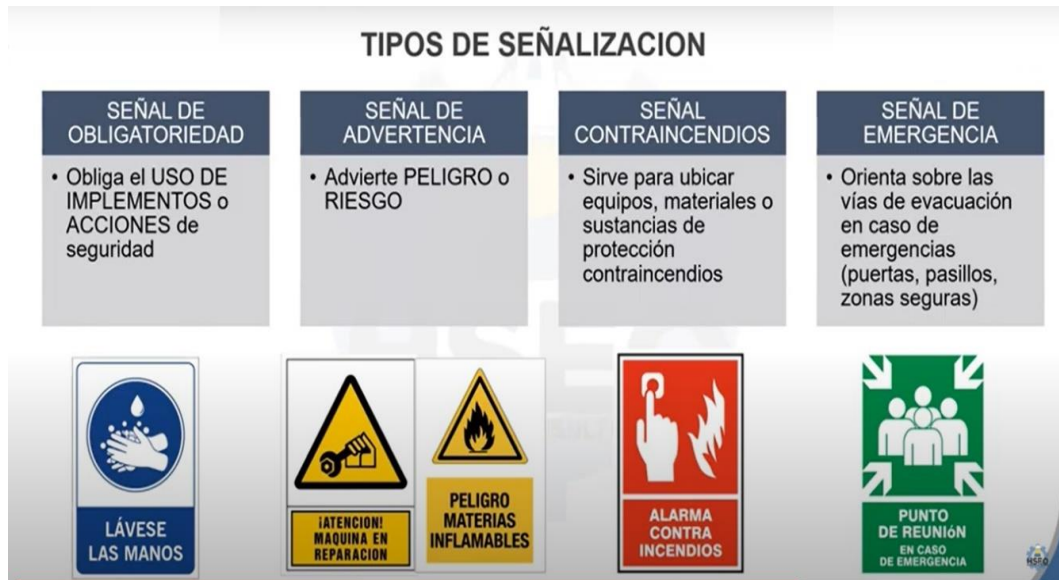 TIPOS DE SEÑALIZACION
SEÑAL DE
OBLIGATORIEDAD
• Obliga el USO DE
IMPLEMENTOS o
ACCIONES de
seguridad
SEÑAL DE
ADVERTENCIA
• Advierte PELIGRO o
RIESGO
SEÑAL
CONTRAINCENDIOS
• Sirve para ubicar
equipos, materiales o
sustancias de
protección
contraincendios
SEÑAL DE
EMERGENCIA
• Orienta sobre las
vías de evacuación
en caso de
emergencias
(puertas, pasillos,
zonas seguras)
LÁVESE
LAS MANOS
¡ATENCION!
MAQUINA EN
REPARACION
PELIGRO
MATERIAS
INFLAMABLES
ALARMA
CONTRA
INCENDIOS
PUNTO
DE REUNIÓN
EN CASO
DE EMERGENCIA
HSEQ